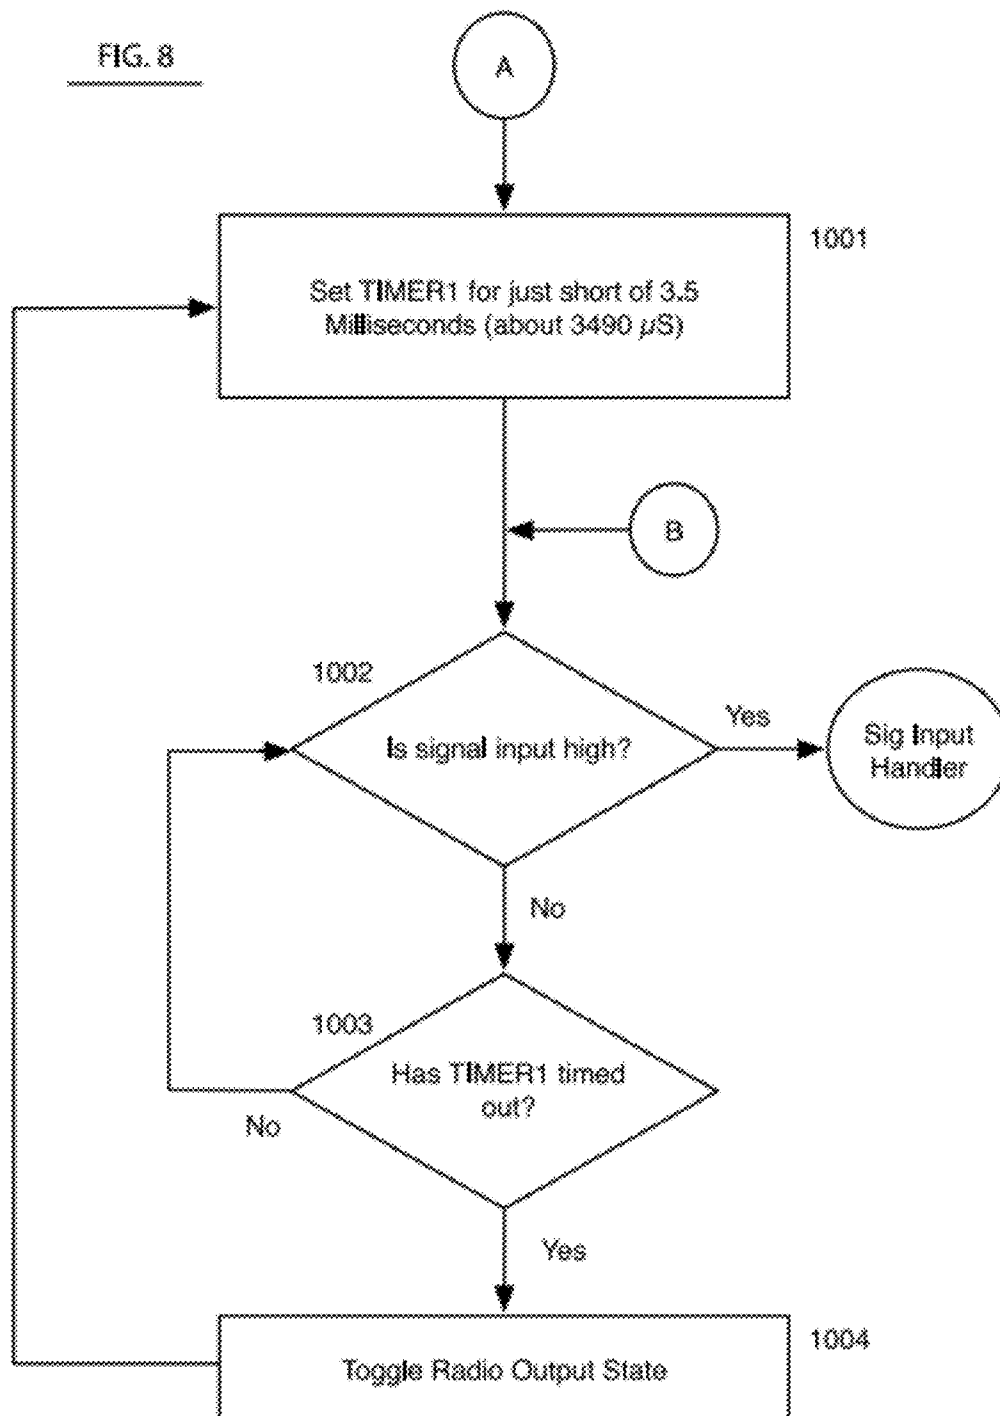 FIG. 8
A
1001
Set TIMER1 for just short of 3.5
Milliseconds (about 3490 µS)
B
1002
Is signal input high?
Yes
Sig Input
Handler
No
1003
Has TIMER1 timed
out?
No
Yes
1004
Toggle Radio Output State